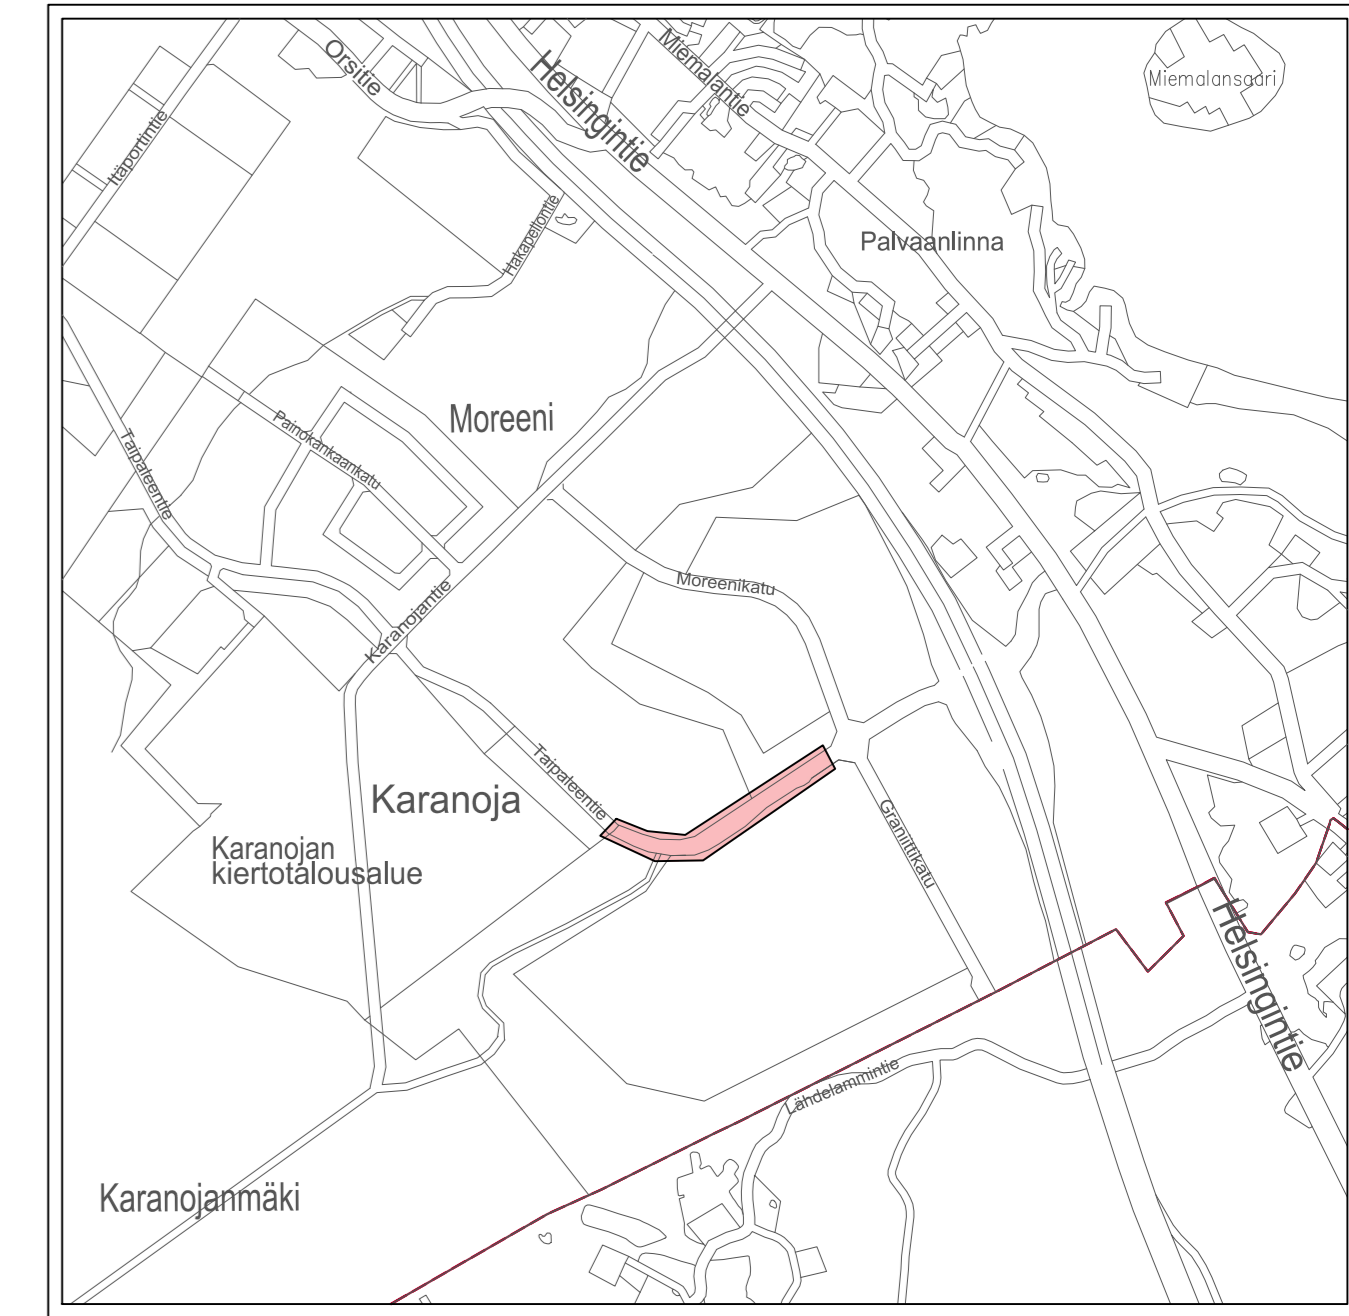 Orsitie
Helsingintie
Miemalantie
Miemalansaari
Itäportintie
Hakapellontie
Palvaanlinna
Moreeni
Painokankaankatu
Taipaleentie
Moreenikatu
Karanojantie
Taipaleentie
Karanoja
Graniittikatu
Karanojan
kiertotalousalue
Helsingintie
Lähdelammintie
Karanojanmäki